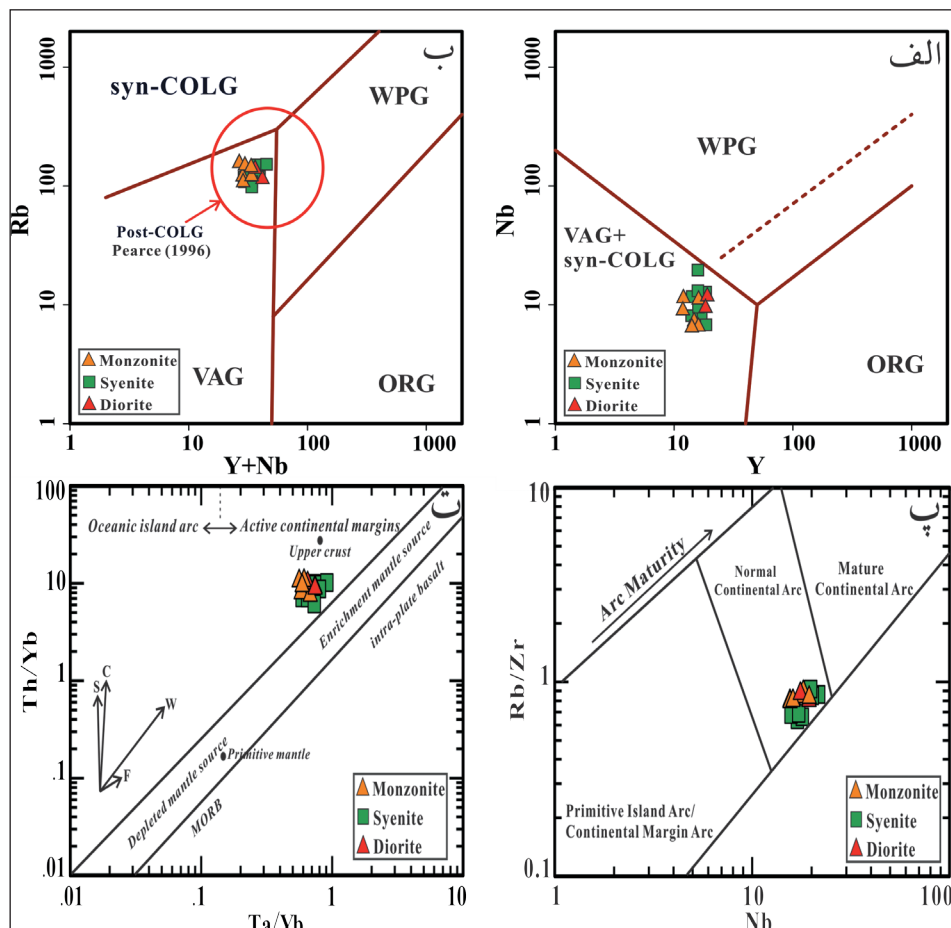 ب
syn-COLG
WPG
1000
100
10
1
Rb
Post-COLG
Pearce (1996)
Monzonite
Syenite
Diorite
VAG
ORG
1 10 100 1000
Y+Nb
الف
WPG
1000
100
10
1
Nb
VAG+
syn-COLG
Monzonite
Syenite
Diorite
ORG
1 10 100 1000
Y
ت
100
10
1
.1
.01
Th/Yb
Oceanic island arc
Active continental margins
Upper crust
Enrichment mantle source
intra-plate basalt
S C W F
Primitive mantle
Depleted mantle source
MORB
Monzonite
Syenite
Diorite
.01 .1 1 10
Ta/Yb
پ
10
1
0.1
Rb/Zr
Arc Maturity
Normal
Continental Arc
Mature
Continental Arc
Primitive Island Arc/
Continental Margin Arc
Monzonite
Syenite
Diorite
1 10 100
Nb